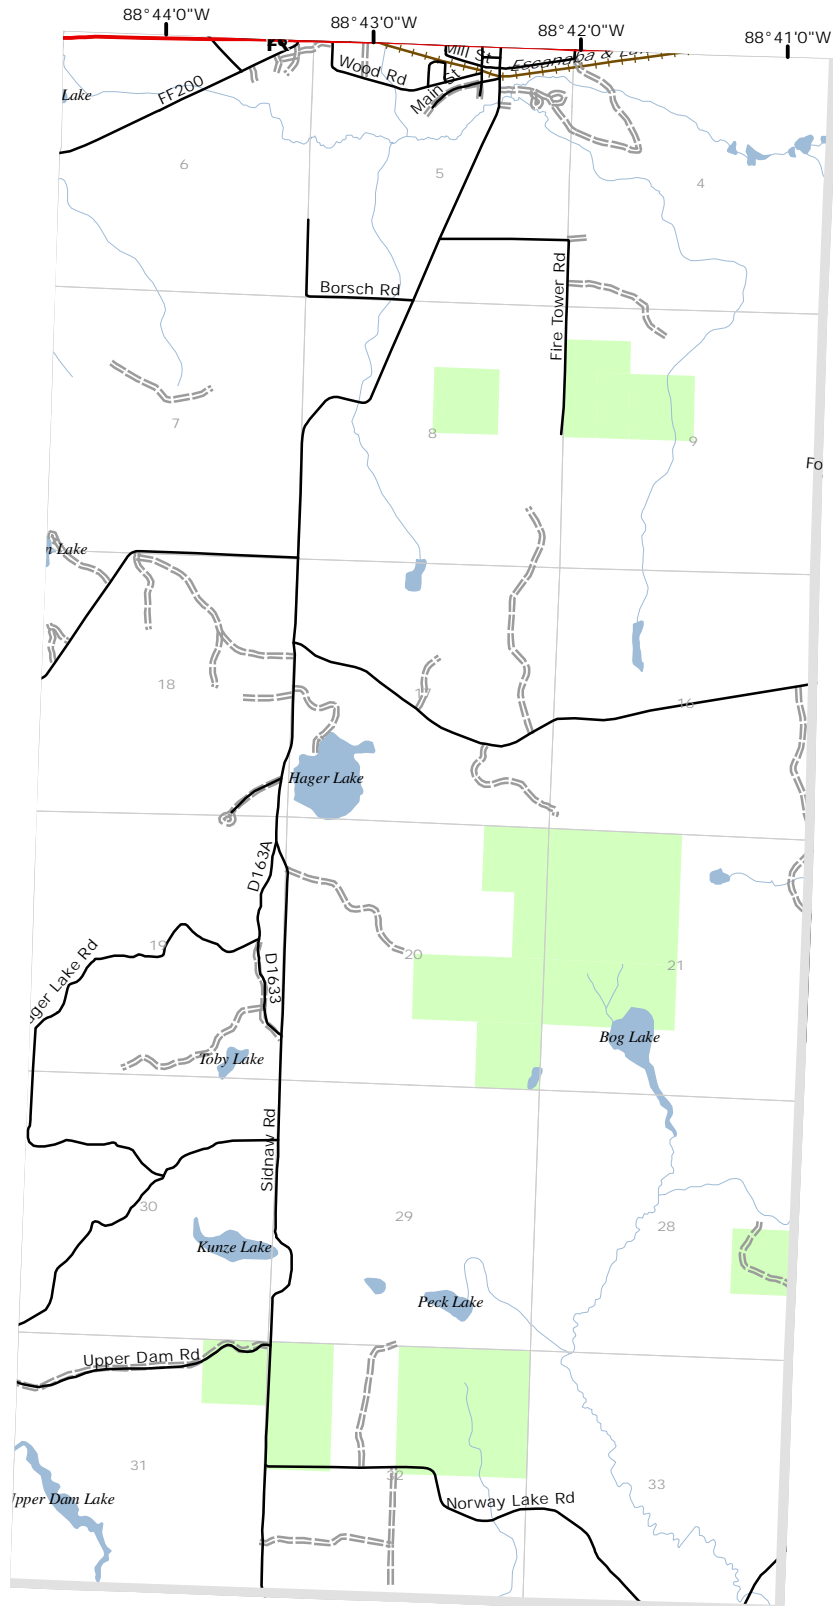 88°44'0"W
88°43'0"W
88°42'0"W
88°41'0"W
Mill St
Wood Rd
Main St
Lake
FF200
6
5
4
Borsch Rd
Fire Tower Rd
7
8
9
Fo
Lake
18
17
16
Hager Lake
D163A
19
20
21
Lake Rd
D1633
Bog Lake
Toby Lake
Sidnaw Rd
30
29
28
Kunze Lake
Peck Lake
Upper Dam Rd
31
32
33
Dam Lake
Norway Lake Rd